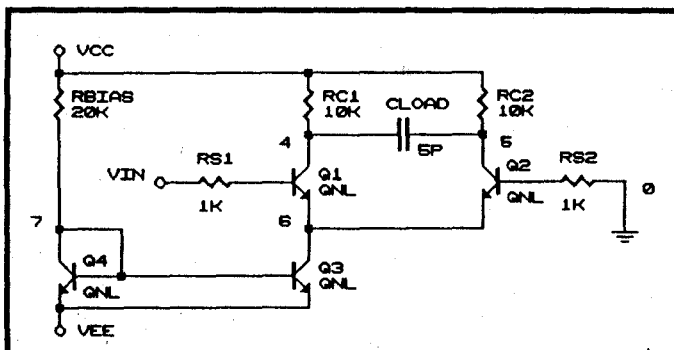 VCC
RBIAS
20K
RC1
10K
CLOAD
5P
RC2
10K
4
5
VIN
RS1
1K
Q1
QNL
Q2
QNL
RS2
1K
0
7
6
Q4
QNL
Q3
QNL
VEE